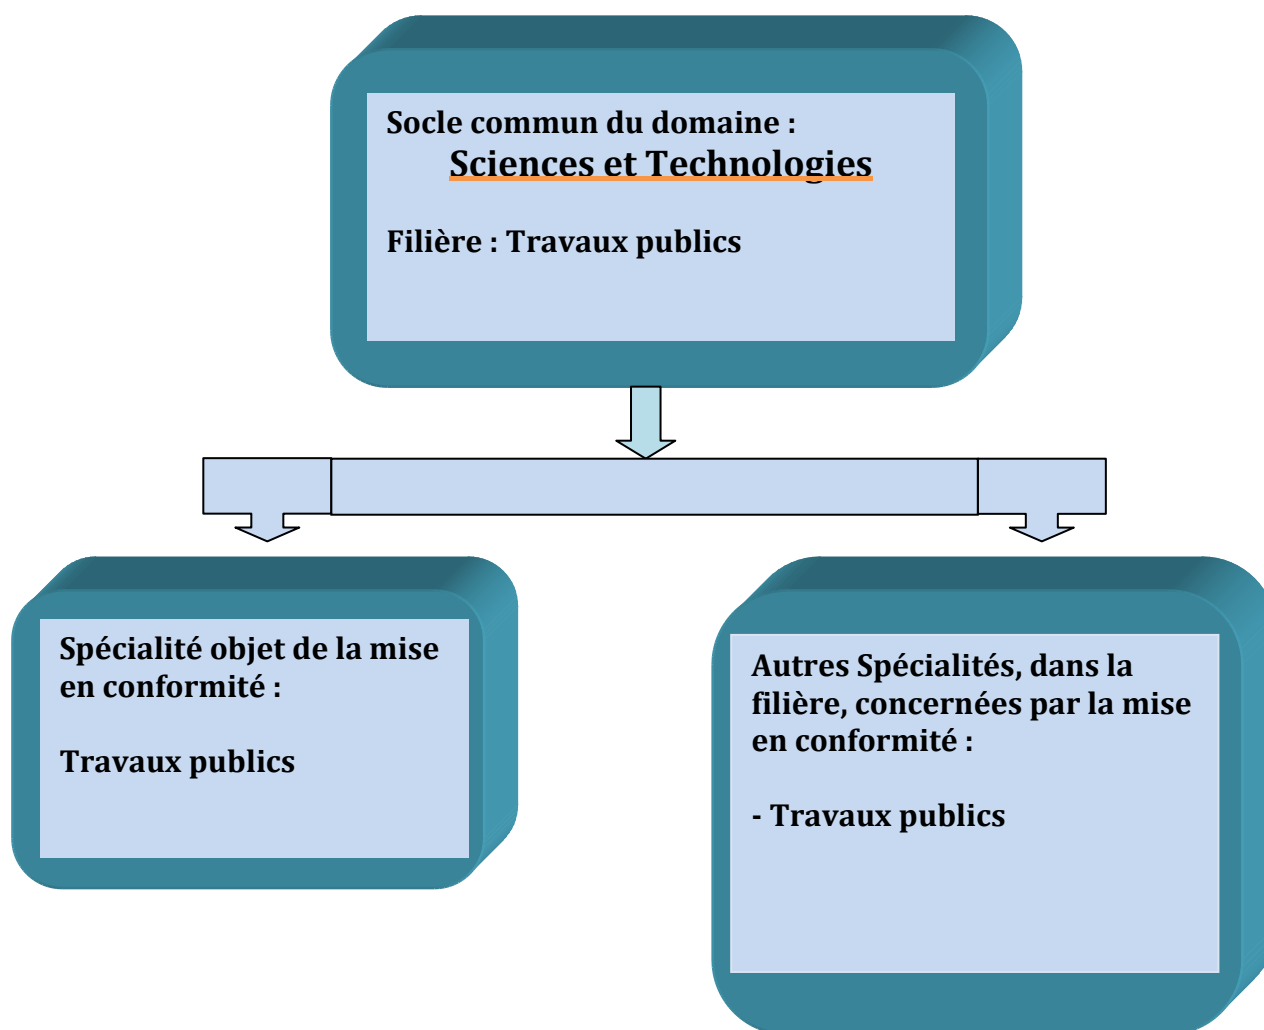 Socle commun du domaine :
Sciences et Technologies
Filière : Travaux publics
Spécialité objet de la mise
en conformité :
Travaux publics
Autres Spécialités, dans la
filière, concernées par la mise
en conformité :
- Travaux publics